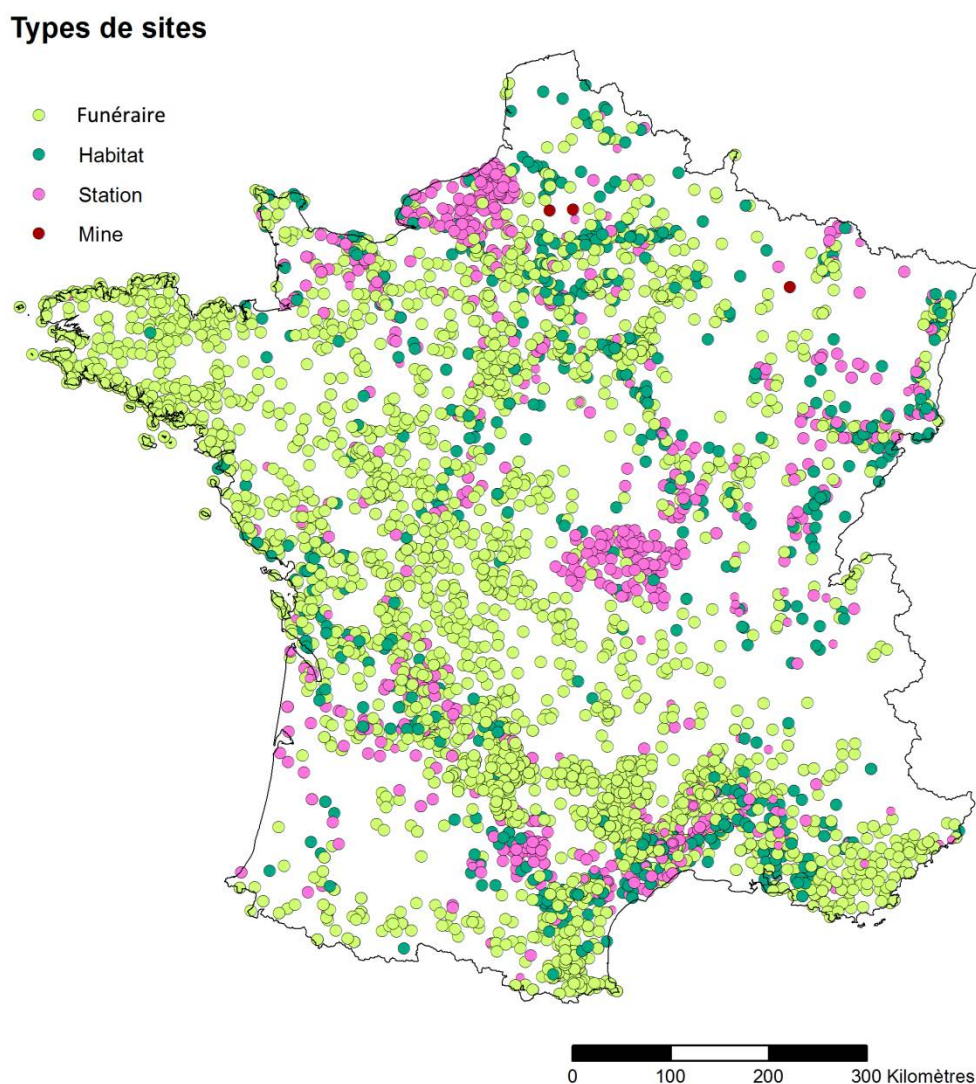 Types de sites
Funéraire
Habitat
Station
Mine
0 100 200 300 Kilomètres